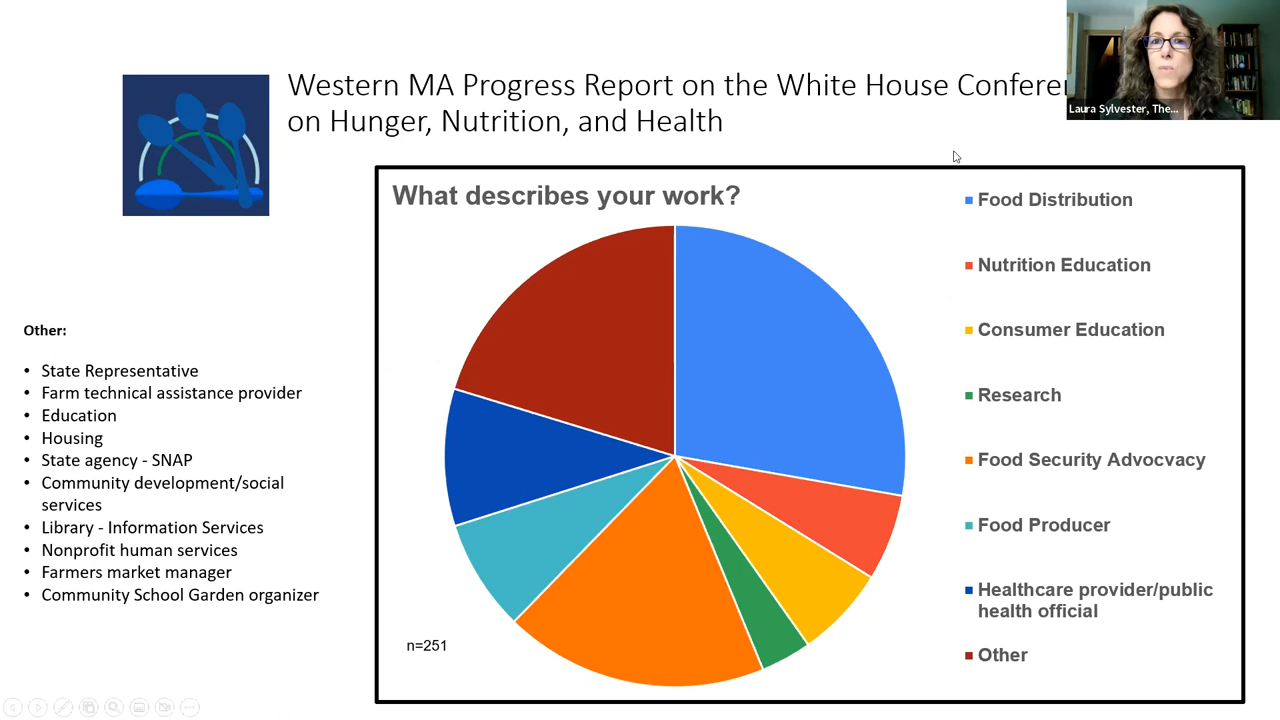 Western MA Progress Report on the White House Confere
on Hunger, Nutrition, and Health
Laura Sylvester, The...
What describes your work?
Food Distribution
Nutrition Education
Consumer Education
Research
Food Security Advocvacy
Food Producer
Healthcare provider/public
health official
Other
n=251
Other:
• State Representative
• Farm technical assistance provider
• Education
• Housing
• State agency - SNAP
• Community development/social
services
• Library - Information Services
• Nonprofit human services
• Farmers market manager
• Community School Garden organizer